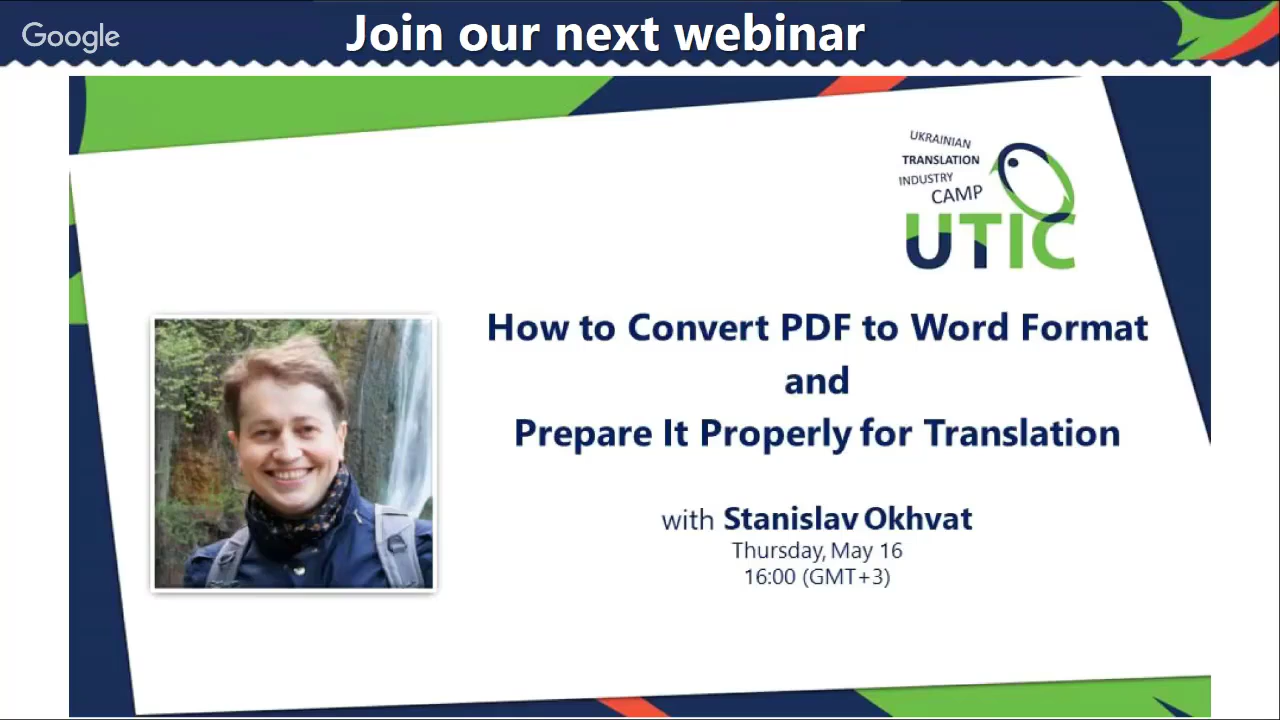 Google
Join our next webinar
UKRAINIAN
TRANSLATION
INDUSTRY
CAMP
UTIC
How to Convert PDF to Word Format
and
Prepare It Properly for Translation
with Stanislav Okhvat
Thursday, May 16
16:00 (GMT+3)